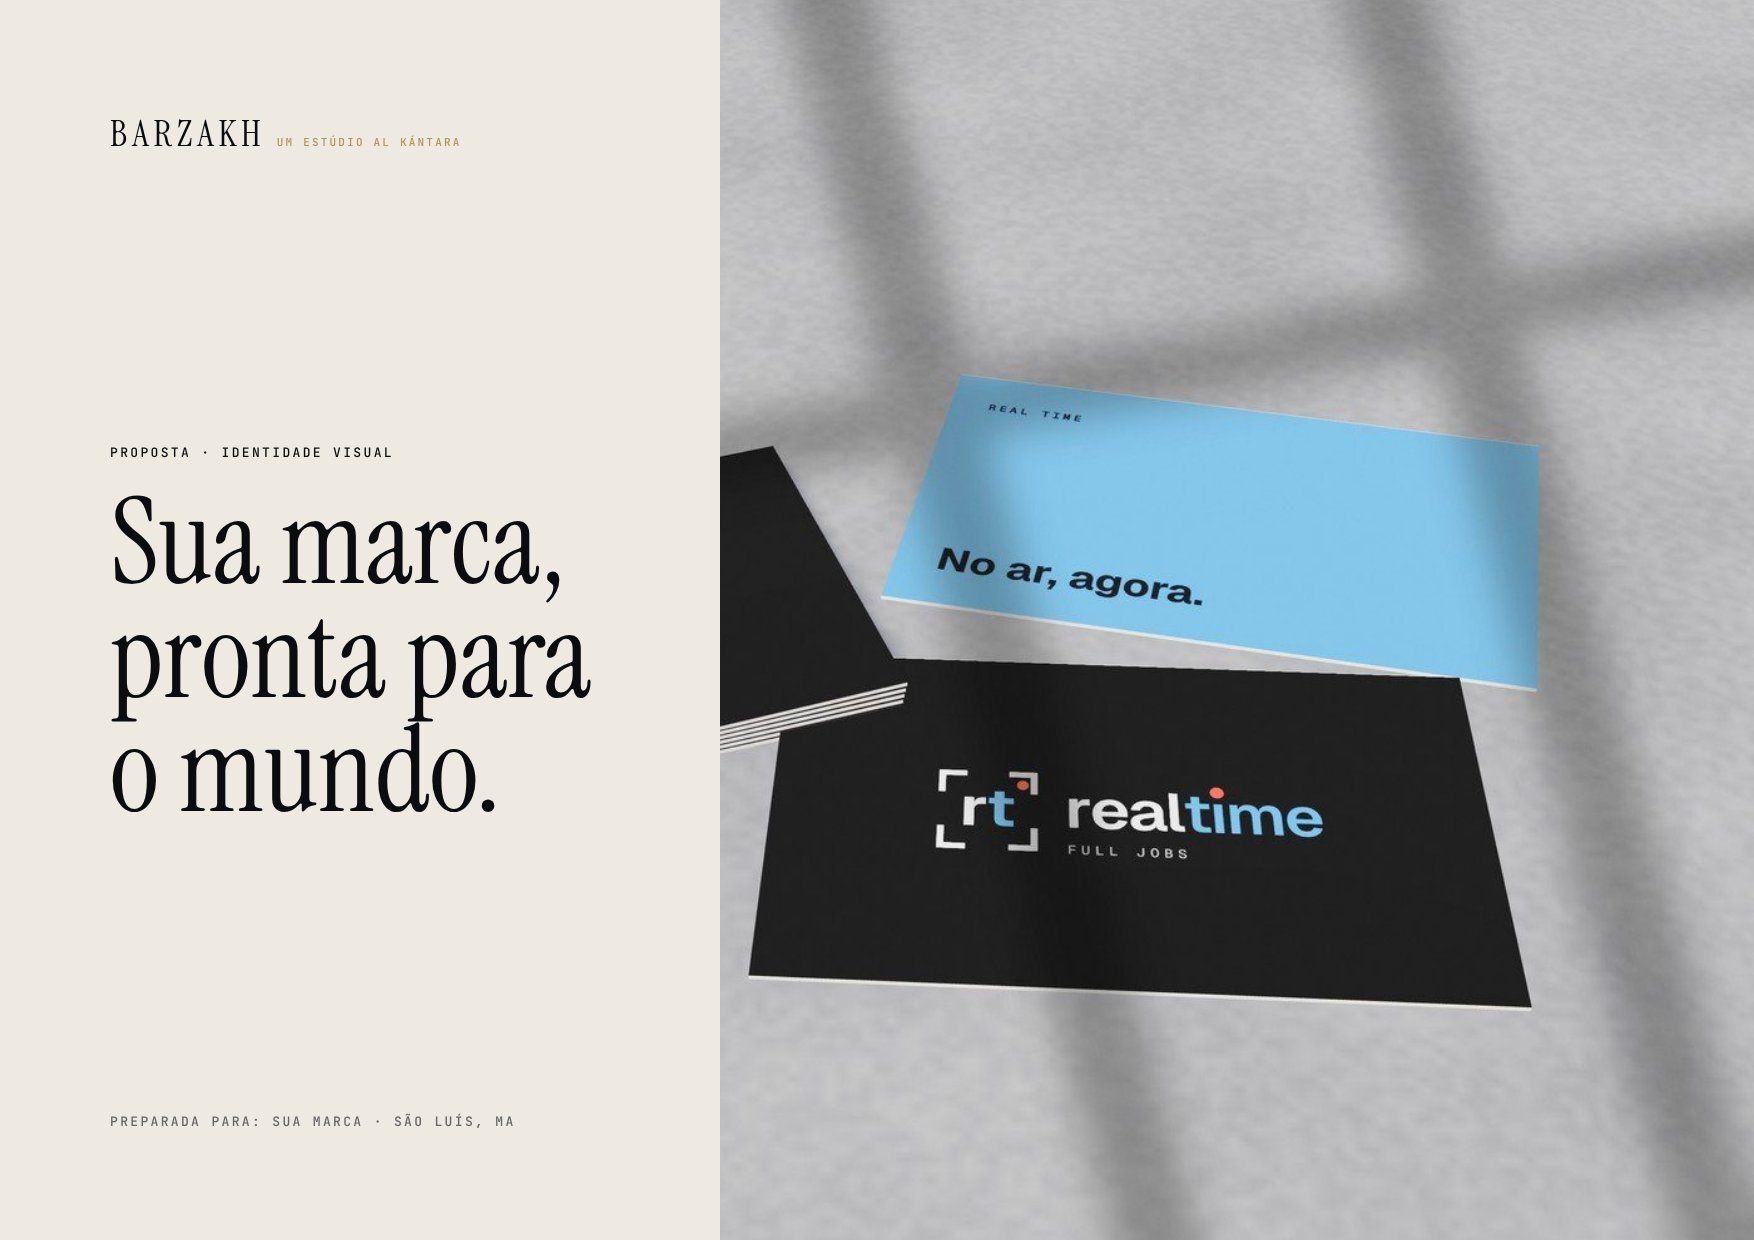 BARZAKH UM ESTÚDIO AL KÁNTARA
PROPOSTA · IDENTIDADE VISUAL
Sua marca,
pronta para
o mundo.
PREPARADA PARA: SUA MARCA · SÃO LUÍS, MA
REAL TIME
No ar, agora.
rt realtime
FULL JOBS